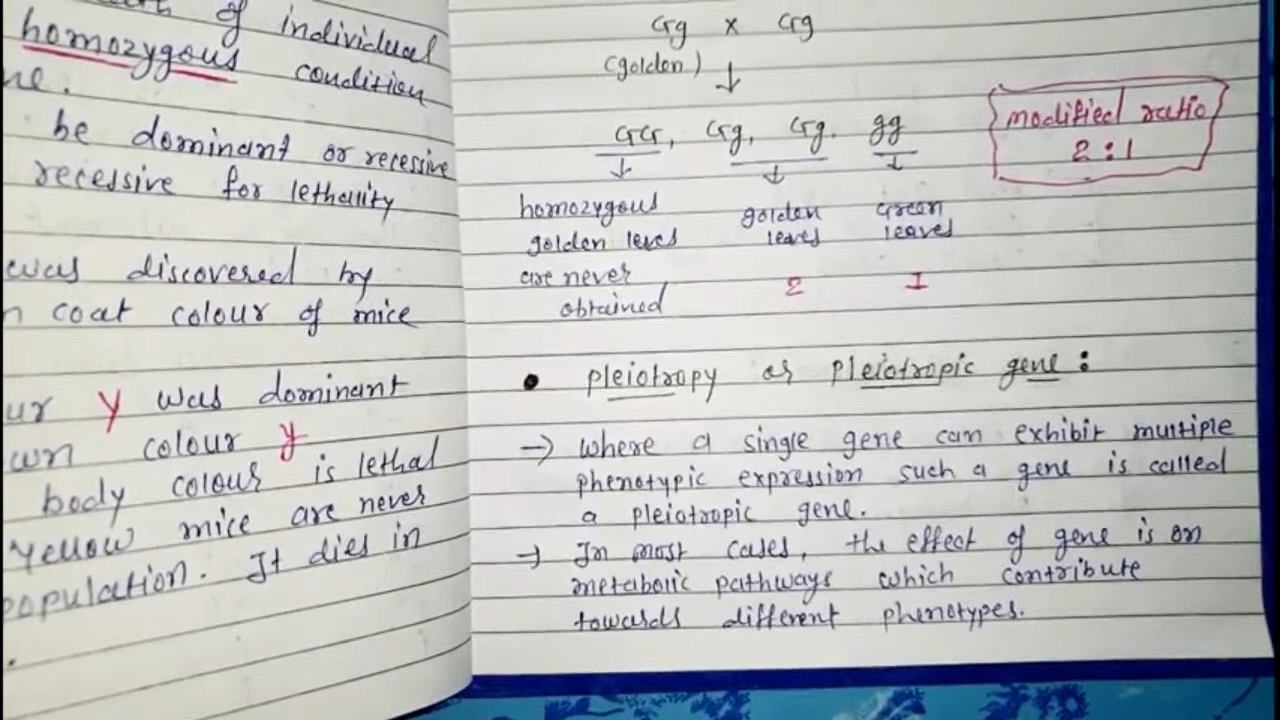 of individual
homozygous condition
be dominant or recessive
recessive for lethality
was discovered by
coat colour of mice
y was dominant
colour y
body colour is lethal
yellow mice are never
population. It dies in
Gg x Gg
(golden) ↓
GG, Gg, Gg. gg
↓ ↓ ↓
homozygous golden Green
golden leves leaves leaves
are never
obtained 2 1
modified ratio
2 : 1
• pleiotropy or pleiotropic gene :
→ where a single gene can exhibit multiple
phenotypic expression such a gene is called
a pleiotropic gene.
→ In most cases, the effect of gene is on
metabolic pathways which contribute
towards different phenotypes.